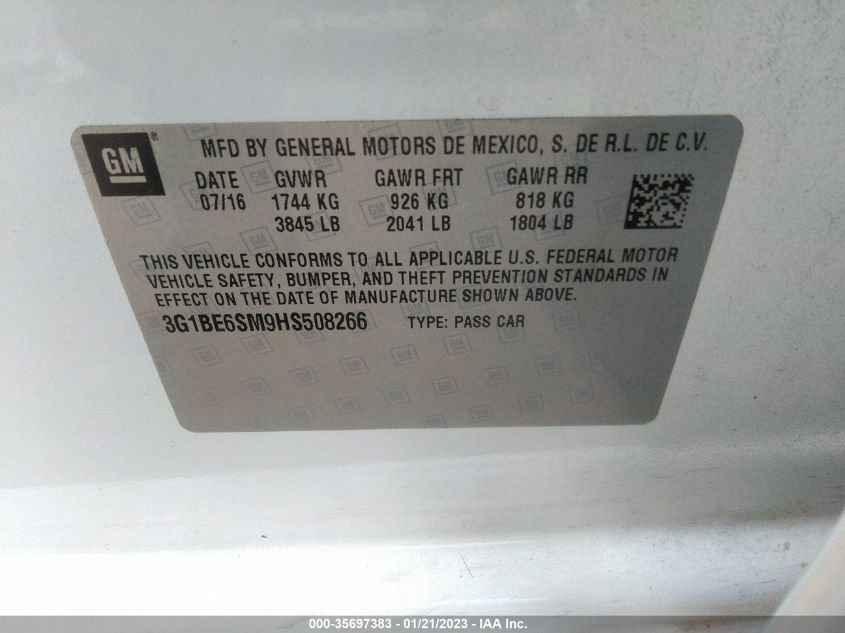 GM ® MFD BY GENERAL MOTORS DE MEXICO, S. DE R.L. DE C.V.
DATE GVWR GAWR FRT GAWR RR
07/16 1744 KG 926 KG 818 KG
3845 LB 2041 LB 1804 LB
THIS VEHICLE CONFORMS TO ALL APPLICABLE U.S. FEDERAL MOTOR
VEHICLE SAFETY, BUMPER, AND THEFT PREVENTION STANDARDS IN
EFFECT ON THE DATE OF MANUFACTURE SHOWN ABOVE.
3G1BE6SM9HS508266 TYPE: PASS CAR
000-35697383 - 01/21/2023 - IAA Inc.